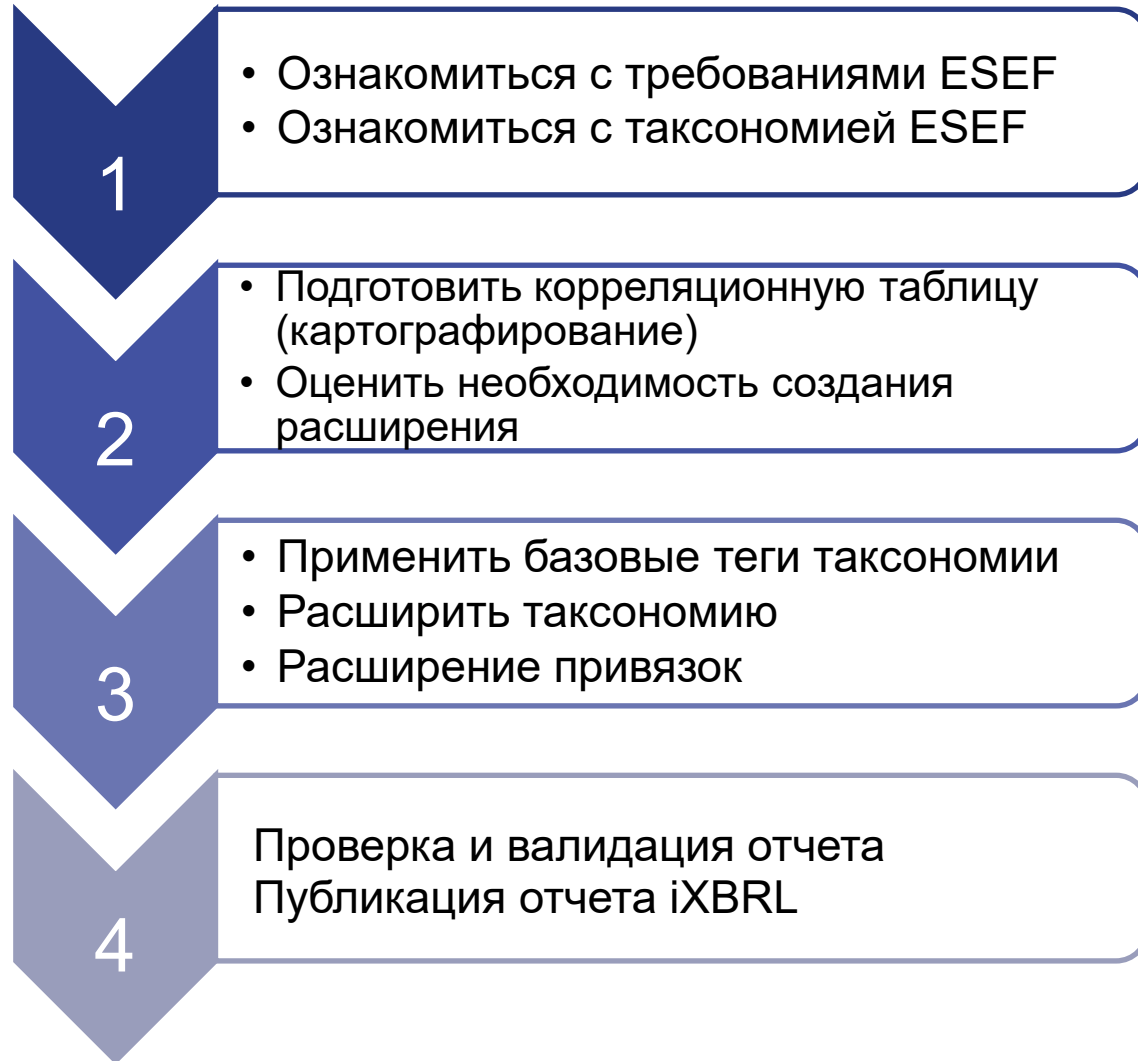 1
• Ознакомиться с требованиями ESEF
• Ознакомиться с таксономией ESEF
2
• Подготовить корреляционную таблицу
(картографирование)
• Оценить необходимость создания
расширения
3
• Применить базовые теги таксономии
• Расширить таксономию
• Расширение привязок
4
Проверка и валидация отчета
Публикация отчета iXBRL